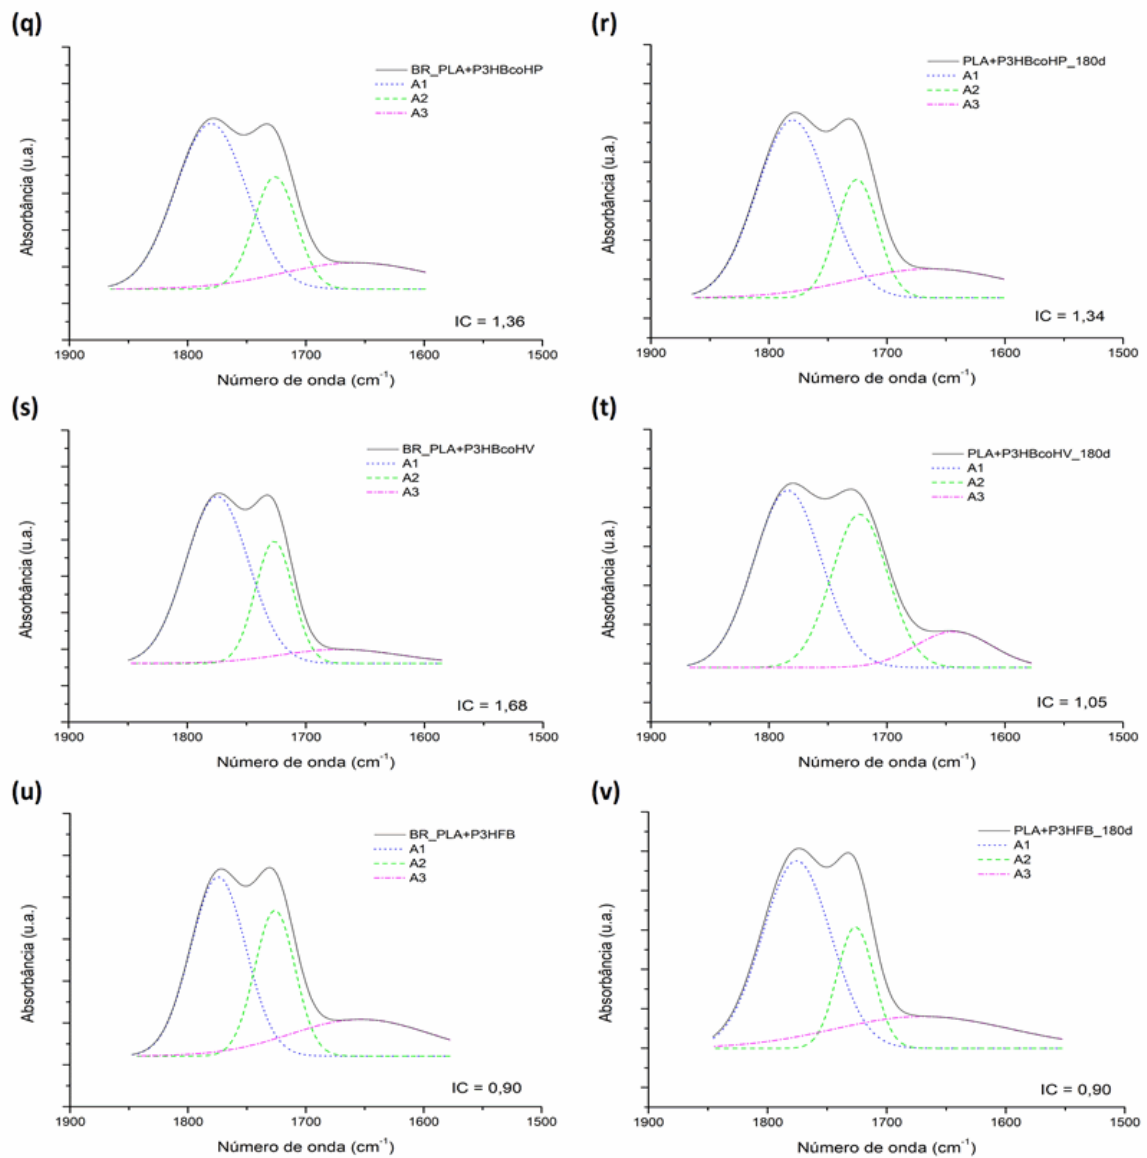 (q)
Absorbância (u.a.)
BR_PLA+P3HBcoHP
A1
A2
A3
IC = 1,36
1900 1800 1700 1600 1500
Número de onda (cm⁻¹)
(r)
Absorbância (u.a.)
PLA+P3HBcoHP_180d
A1
A2
A3
IC = 1,34
1900 1800 1700 1600 1500
Número de onda (cm⁻¹)
(s)
Absorbância (u.a.)
BR_PLA+P3HBcoHV
A1
A2
A3
IC = 1,68
1900 1800 1700 1600 1500
Número de onda (cm⁻¹)
(t)
Absorbância (u.a.)
PLA+P3HBcoHV_180d
A1
A2
A3
IC = 1,05
1900 1800 1700 1600 1500
Número de onda (cm⁻¹)
(u)
Absorbância (u.a.)
BR_PLA+P3HFB
A1
A2
A3
IC = 0,90
1900 1800 1700 1600 1500
Número de onda (cm⁻¹)
(v)
Absorbância (u.a.)
PLA+P3HFB_180d
A1
A2
A3
IC = 0,90
1900 1800 1700 1600 1500
Número de onda (cm⁻¹)